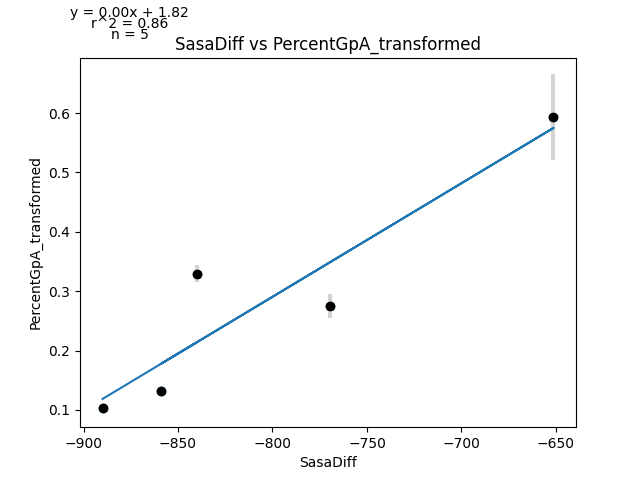 y = 0.00x + 1.82
r^2 = 0.86
n = 5
SasaDiff vs PercentGpA_transformed
PercentGpA_transformed
0.6
0.5
0.4
0.3
0.2
0.1
−900
−850
−800
−750
−700
−650
SasaDiff